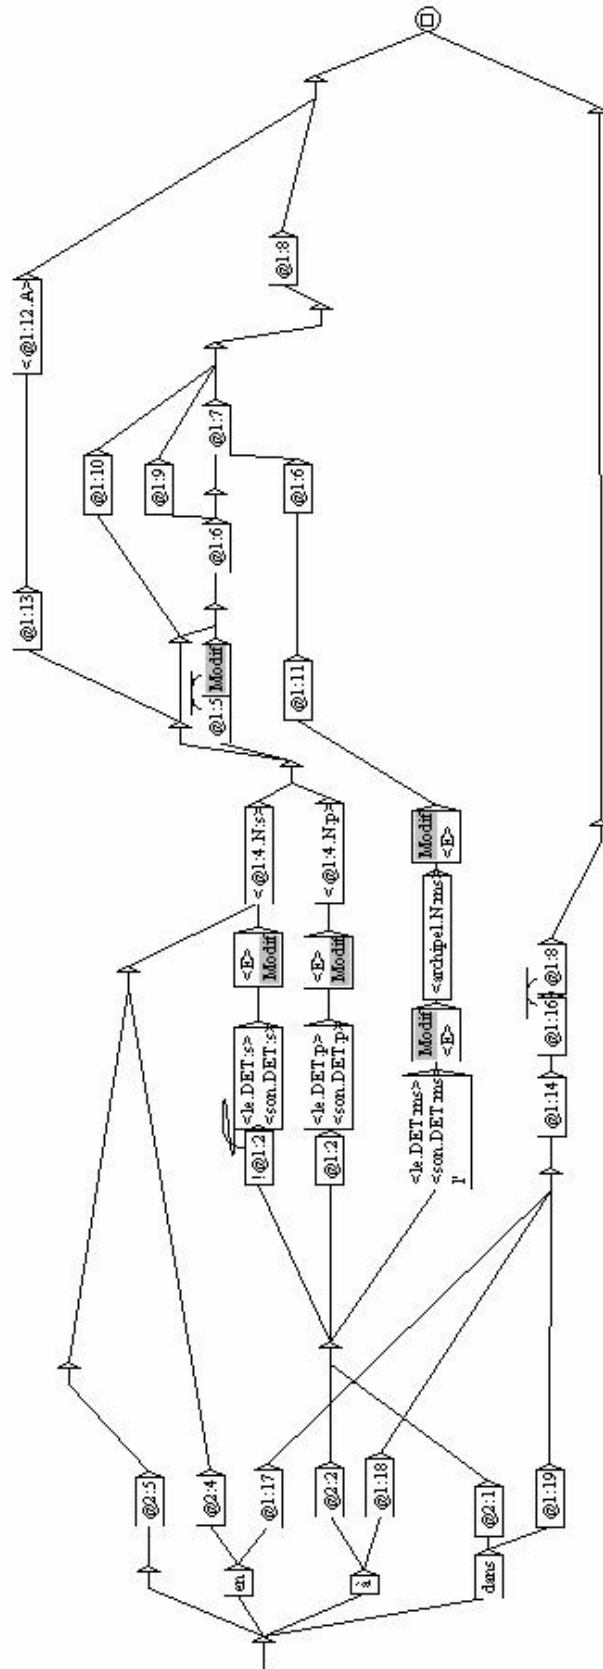 <@1:12.A>
@1:8
@1:7
@1:10
@1:9
@1:6
@1:6
@1:13
@1:5
Modif
@1:11
<@1:4.N:s>
<@1:4.N:p>
Modif
<E>
<archipel.N:ms>
<E>
Modif
<E>
Modif
Modif
<E>
@1:16
@1:8
@1:14
<le.DET:s>
<son.DET:s>
<le.DET:p>
<son.DET:p>
<le.DET:ms>
<son.DET:ms
l'
!@1:2
@1:2
@2:5
@2:4
@1:17
@2:2
@1:18
@2:1
@1:19
en
dans